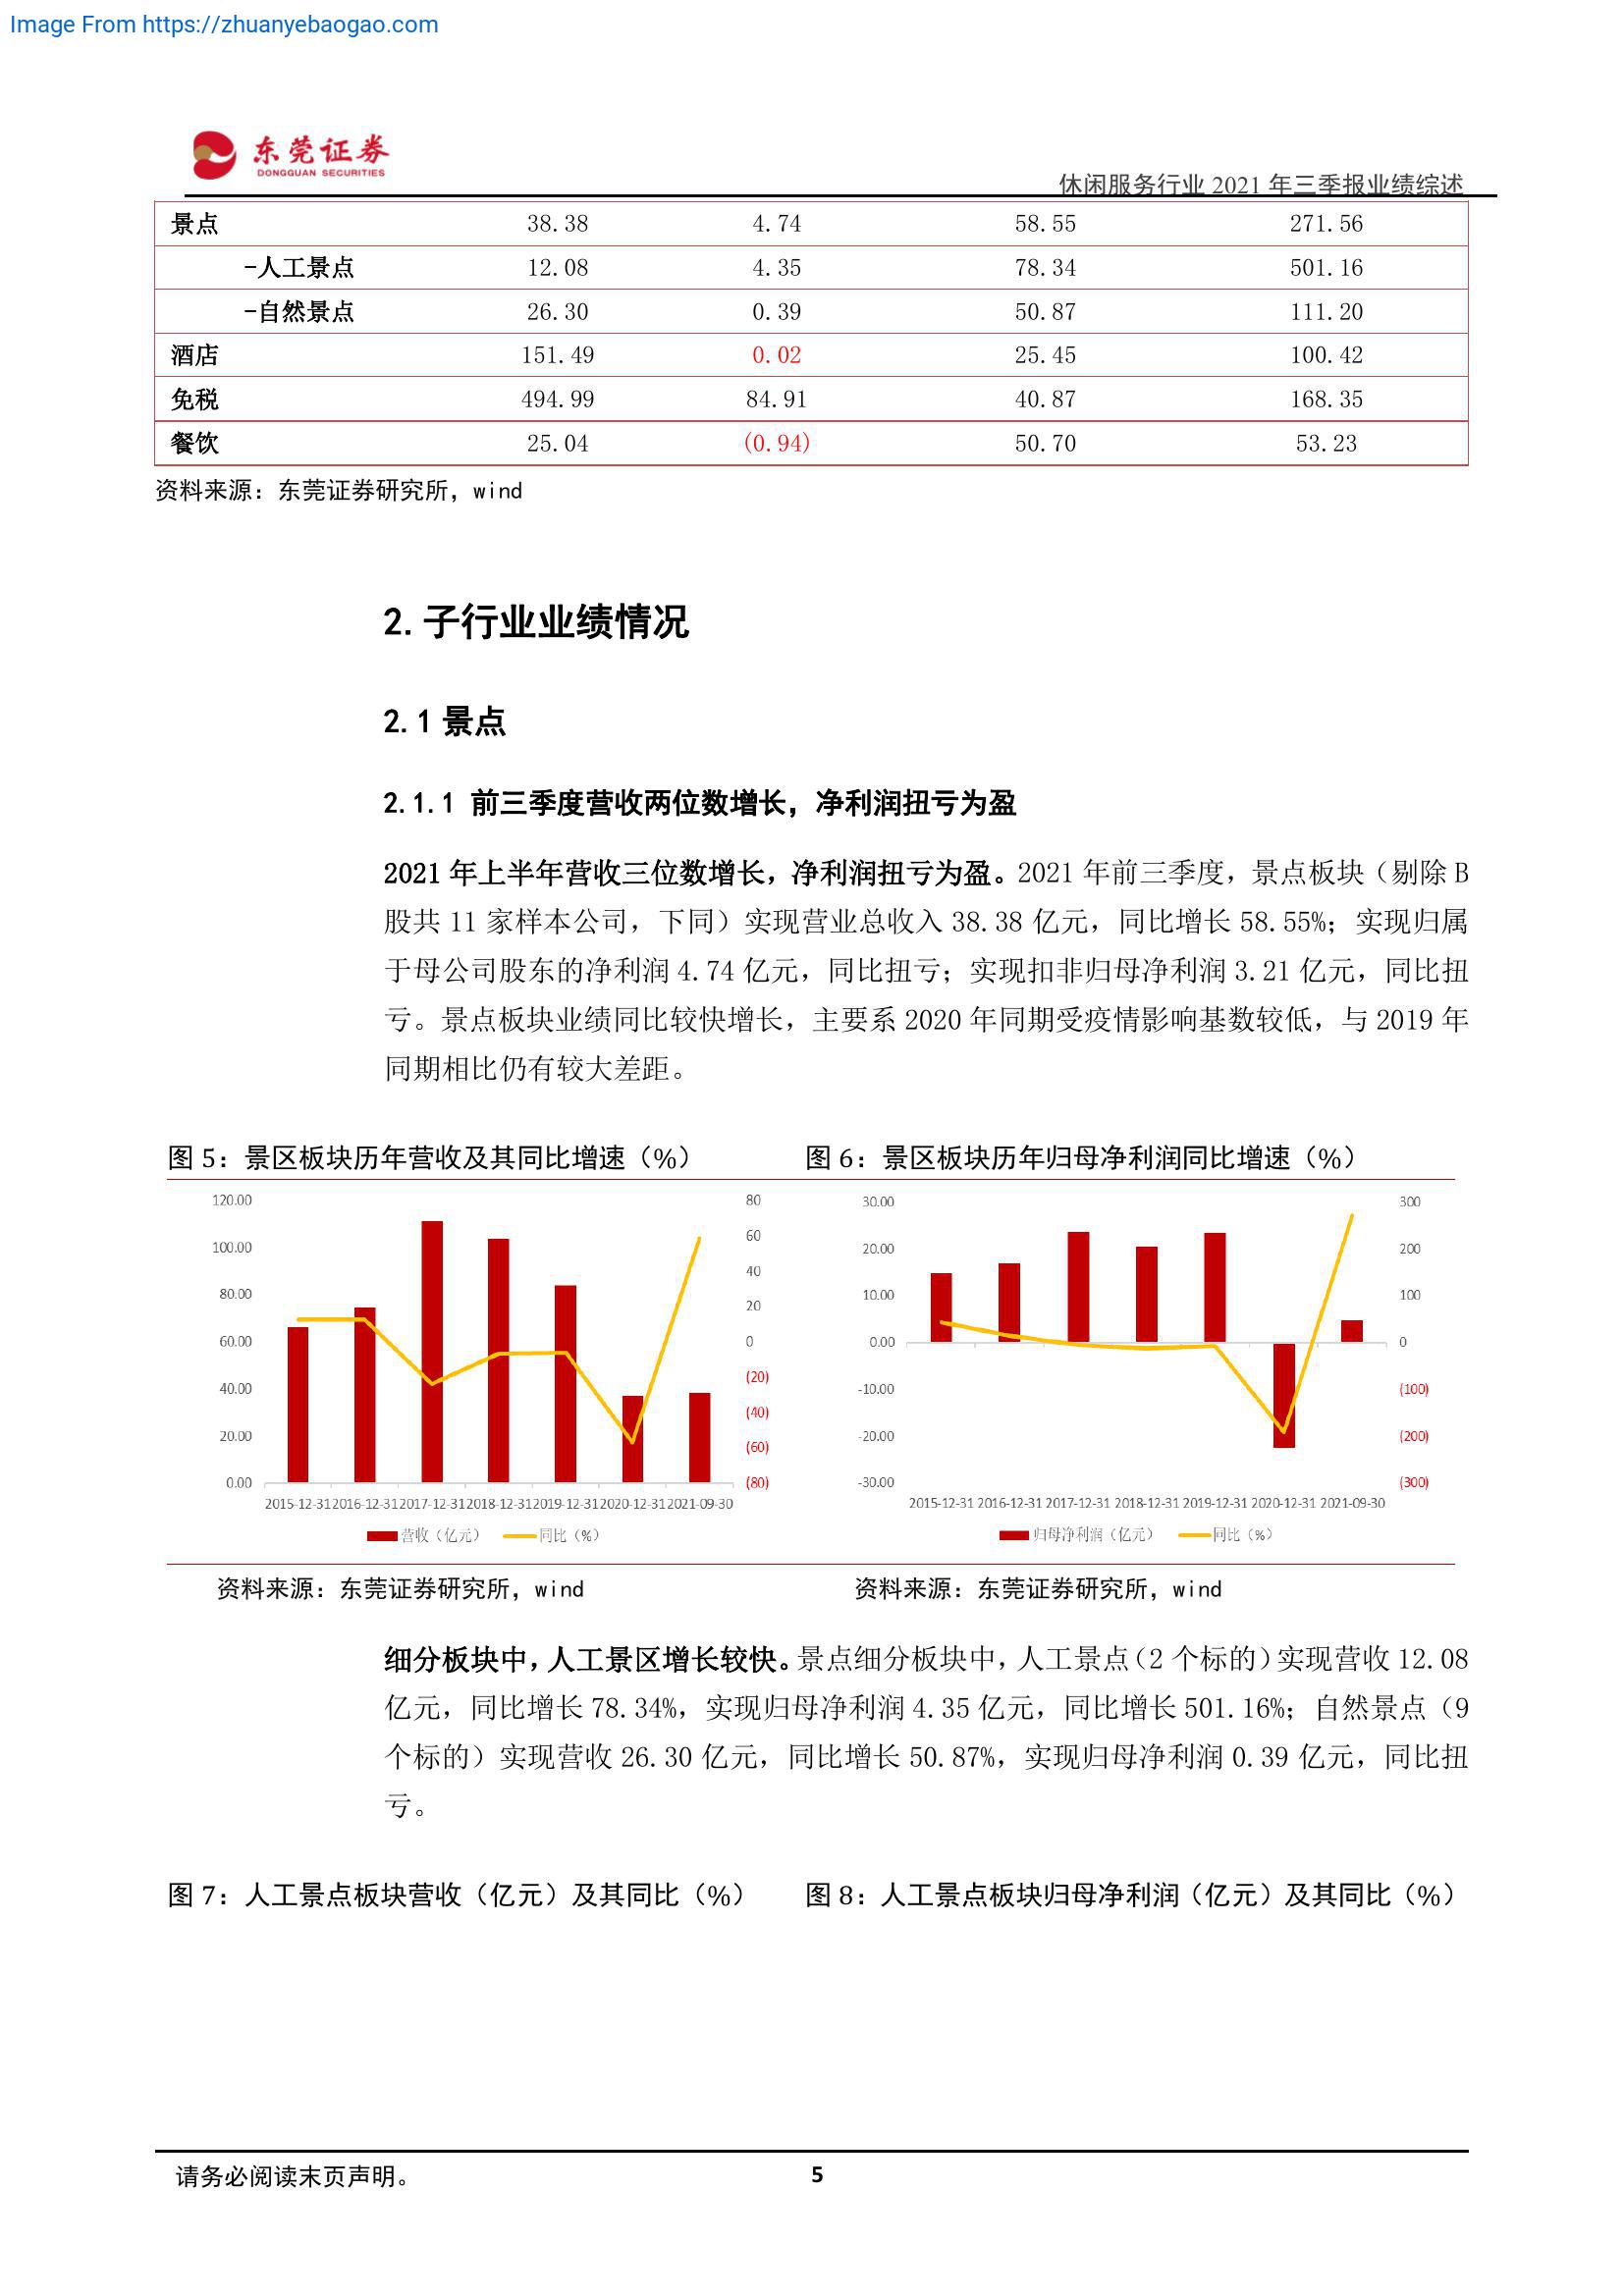 Image From https://zhuanyebaogao.com
东莞证券
DONGGUAN SECURITIES
休闲服务行业 2021 年三季报业绩综述
景点 38.38 4.74 58.55 271.56
-人工景点 12.08 4.35 78.34 501.16
-自然景点 26.30 0.39 50.87 111.20
酒店 151.49 0.02 25.45 100.42
免税 494.99 84.91 40.87 168.35
餐饮 25.04 (0.94) 50.70 53.23
资料来源：东莞证券研究所，wind
2.子行业业绩情况
2.1 景点
2.1.1 前三季度营收两位数增长，净利润扭亏为盈
2021 年上半年营收三位数增长，净利润扭亏为盈。2021 年前三季度，景点板块（剔除 B
股共 11 家样本公司，下同）实现营业总收入 38.38 亿元，同比增长 58.55%；实现归属
于母公司股东的净利润 4.74 亿元，同比扭亏；实现扣非归母净利润 3.21 亿元，同比扭
亏。景点板块业绩同比较快增长，主要系 2020 年同期受疫情影响基数较低，与 2019 年
同期相比仍有较大差距。
图 5：景区板块历年营收及其同比增速（%）
120.00
100.00
80.00
60.00
40.00
20.00
0.00
80
60
40
20
0
(20)
(40)
(60)
(80)
2015-12-31 2016-12-31 2017-12-31 2018-12-31 2019-12-31 2020-12-31 2021-09-30
营收（亿元） 同比（%）
资料来源：东莞证券研究所，wind
图 6：景区板块历年归母净利润同比增速（%）
30.00
20.00
10.00
0.00
-10.00
-20.00
-30.00
300
200
100
0
(100)
(200)
(300)
2015-12-31 2016-12-31 2017-12-31 2018-12-31 2019-12-31 2020-12-31 2021-09-30
归母净利润（亿元） 同比（%）
资料来源：东莞证券研究所，wind
细分板块中，人工景区增长较快。景点细分板块中，人工景点（2 个标的）实现营收 12.08
亿元，同比增长 78.34%，实现归母净利润 4.35 亿元，同比增长 501.16%；自然景点（9
个标的）实现营收 26.30 亿元，同比增长 50.87%，实现归母净利润 0.39 亿元，同比扭
亏。
图 7：人工景点板块营收（亿元）及其同比（%）
图 8：人工景点板块归母净利润（亿元）及其同比（%）
请务必阅读末页声明。
5